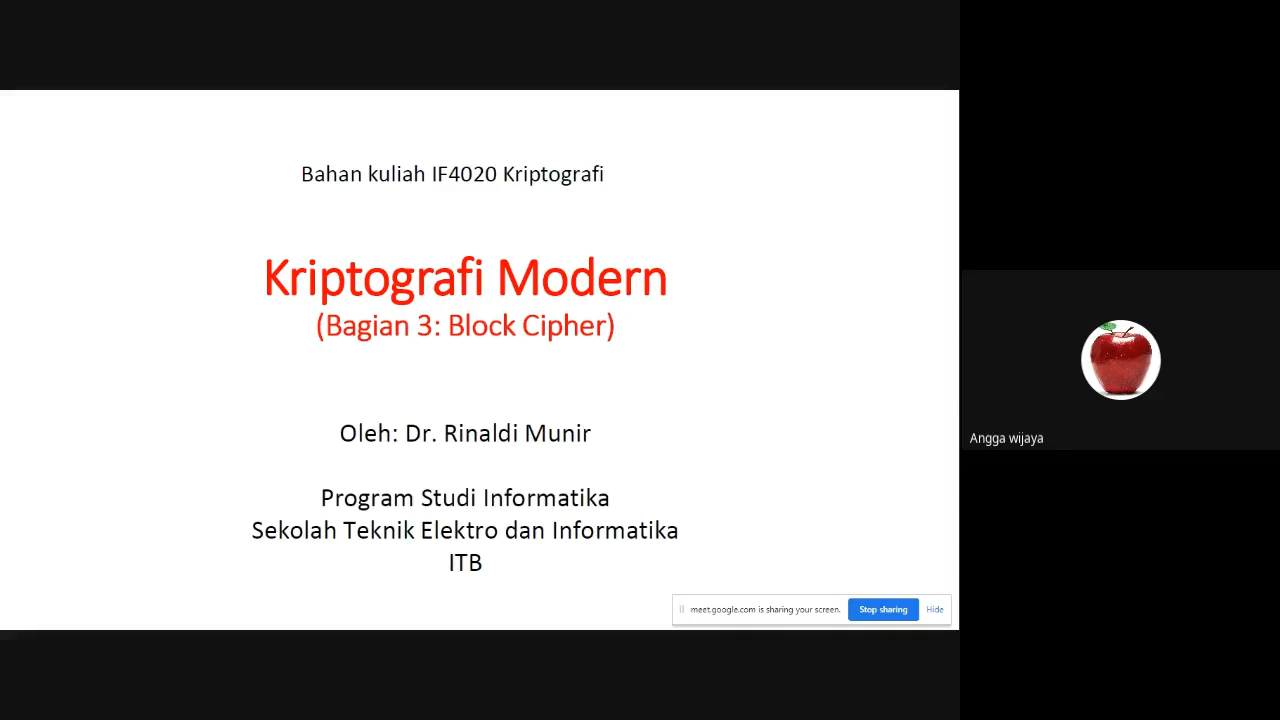 Bahan kuliah IF4020 Kriptografi
Kriptografi Modern
(Bagian 3: Block Cipher)
Oleh: Dr. Rinaldi Munir
Program Studi Informatika
Sekolah Teknik Elektro dan Informatika
ITB
meet.google.com is sharing your screen. Stop sharing Hide
Angga wijaya